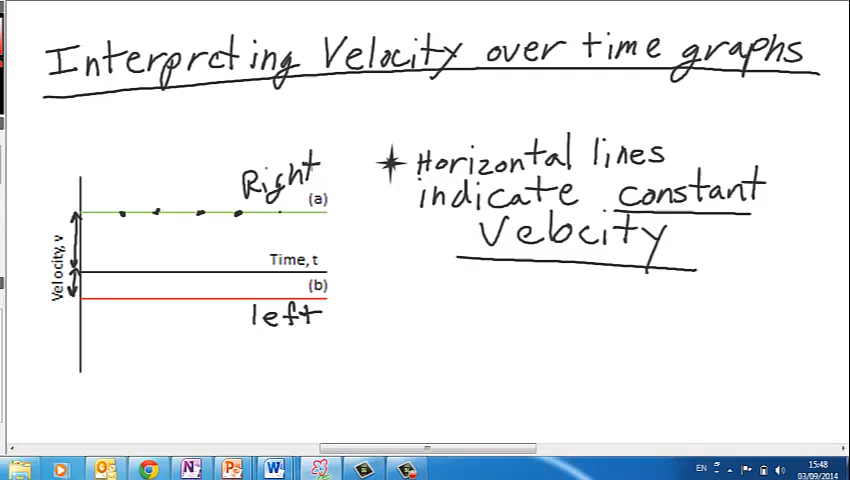 Interpreting Velocity over time graphs
Right
(a)
Velocity, v
Time, t
(b)
left
Horizontal lines
indicate constant
Velocity
EN
15:48
03/09/2014